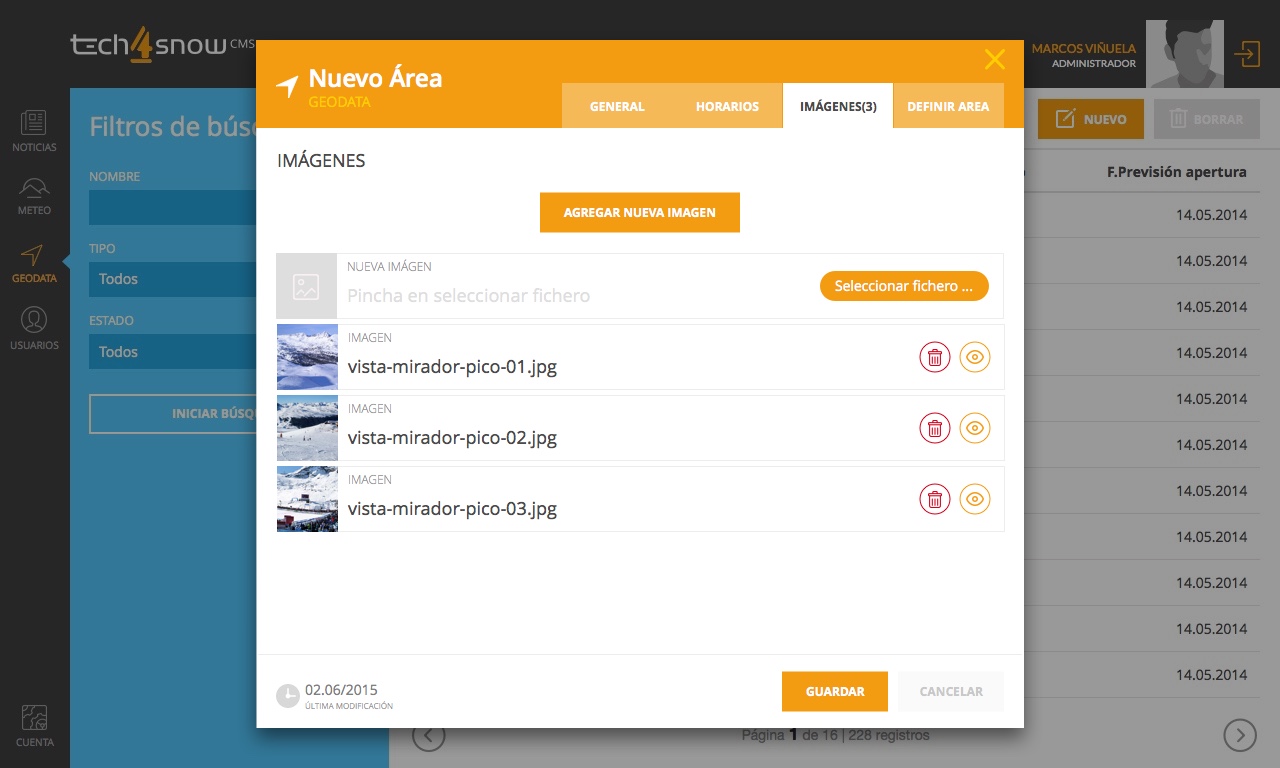 tech4snow CMS
MARCOS VIÑUELA
ADMINISTRADOR
NOTICIAS
METEO
GEODATA
USUARIOS
CUENTA
Filtros de bús
NOMBRE
TIPO
Todos
ESTADO
Todos
INICIAR BÚSQ
Nuevo Área
GEODATA
GENERAL
HORARIOS
IMÁGENES(3)
DEFINIR AREA
IMÁGENES
AGREGAR NUEVA IMAGEN
NUEVA IMÁGEN
Pincha en seleccionar fichero
Seleccionar fichero ...
IMAGEN
vista-mirador-pico-01.jpg
IMAGEN
vista-mirador-pico-02.jpg
IMAGEN
vista-mirador-pico-03.jpg
02.06/2015
ÚLTIMA MODIFICACIÓN
GUARDAR
CANCELAR
NUEVO
BORRAR
F.Previsión apertura
14.05.2014
14.05.2014
14.05.2014
14.05.2014
14.05.2014
14.05.2014
14.05.2014
14.05.2014
14.05.2014
14.05.2014
14.05.2014
Página 1 de 16 | 228 registros